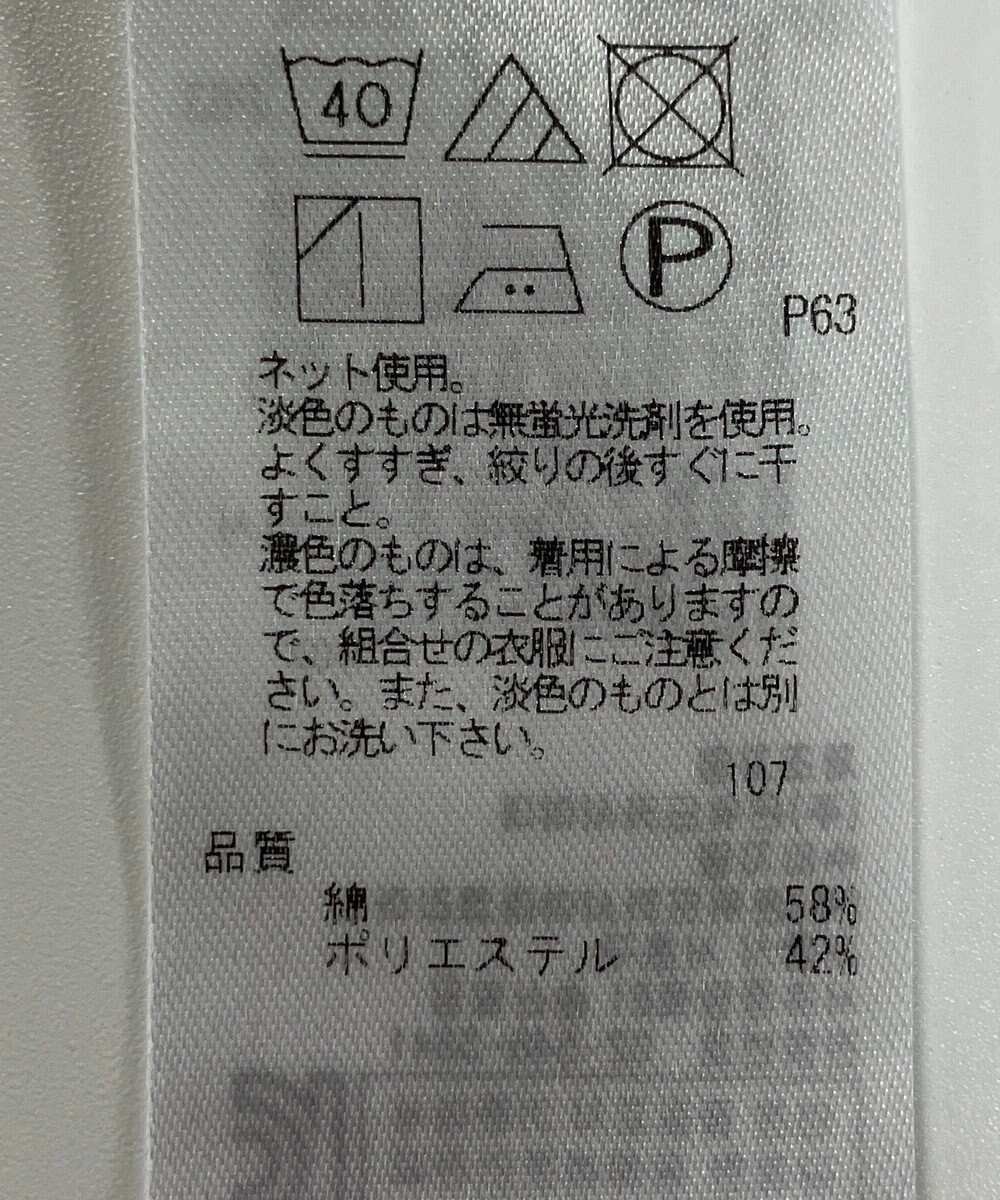 40
P
P63
ネット使用。
淡色のものは無蛍光洗剤を使用。
よくすすぎ、絞りの後すぐに干
すこと。
濃色のものは、着用による摩擦
で色落ちすることがありますの
で、組合せの衣服にご注意くだ
さい。また、淡色のものとは別
にお洗い下さい。
107
品質
綿 58%
ポリエステル 42%